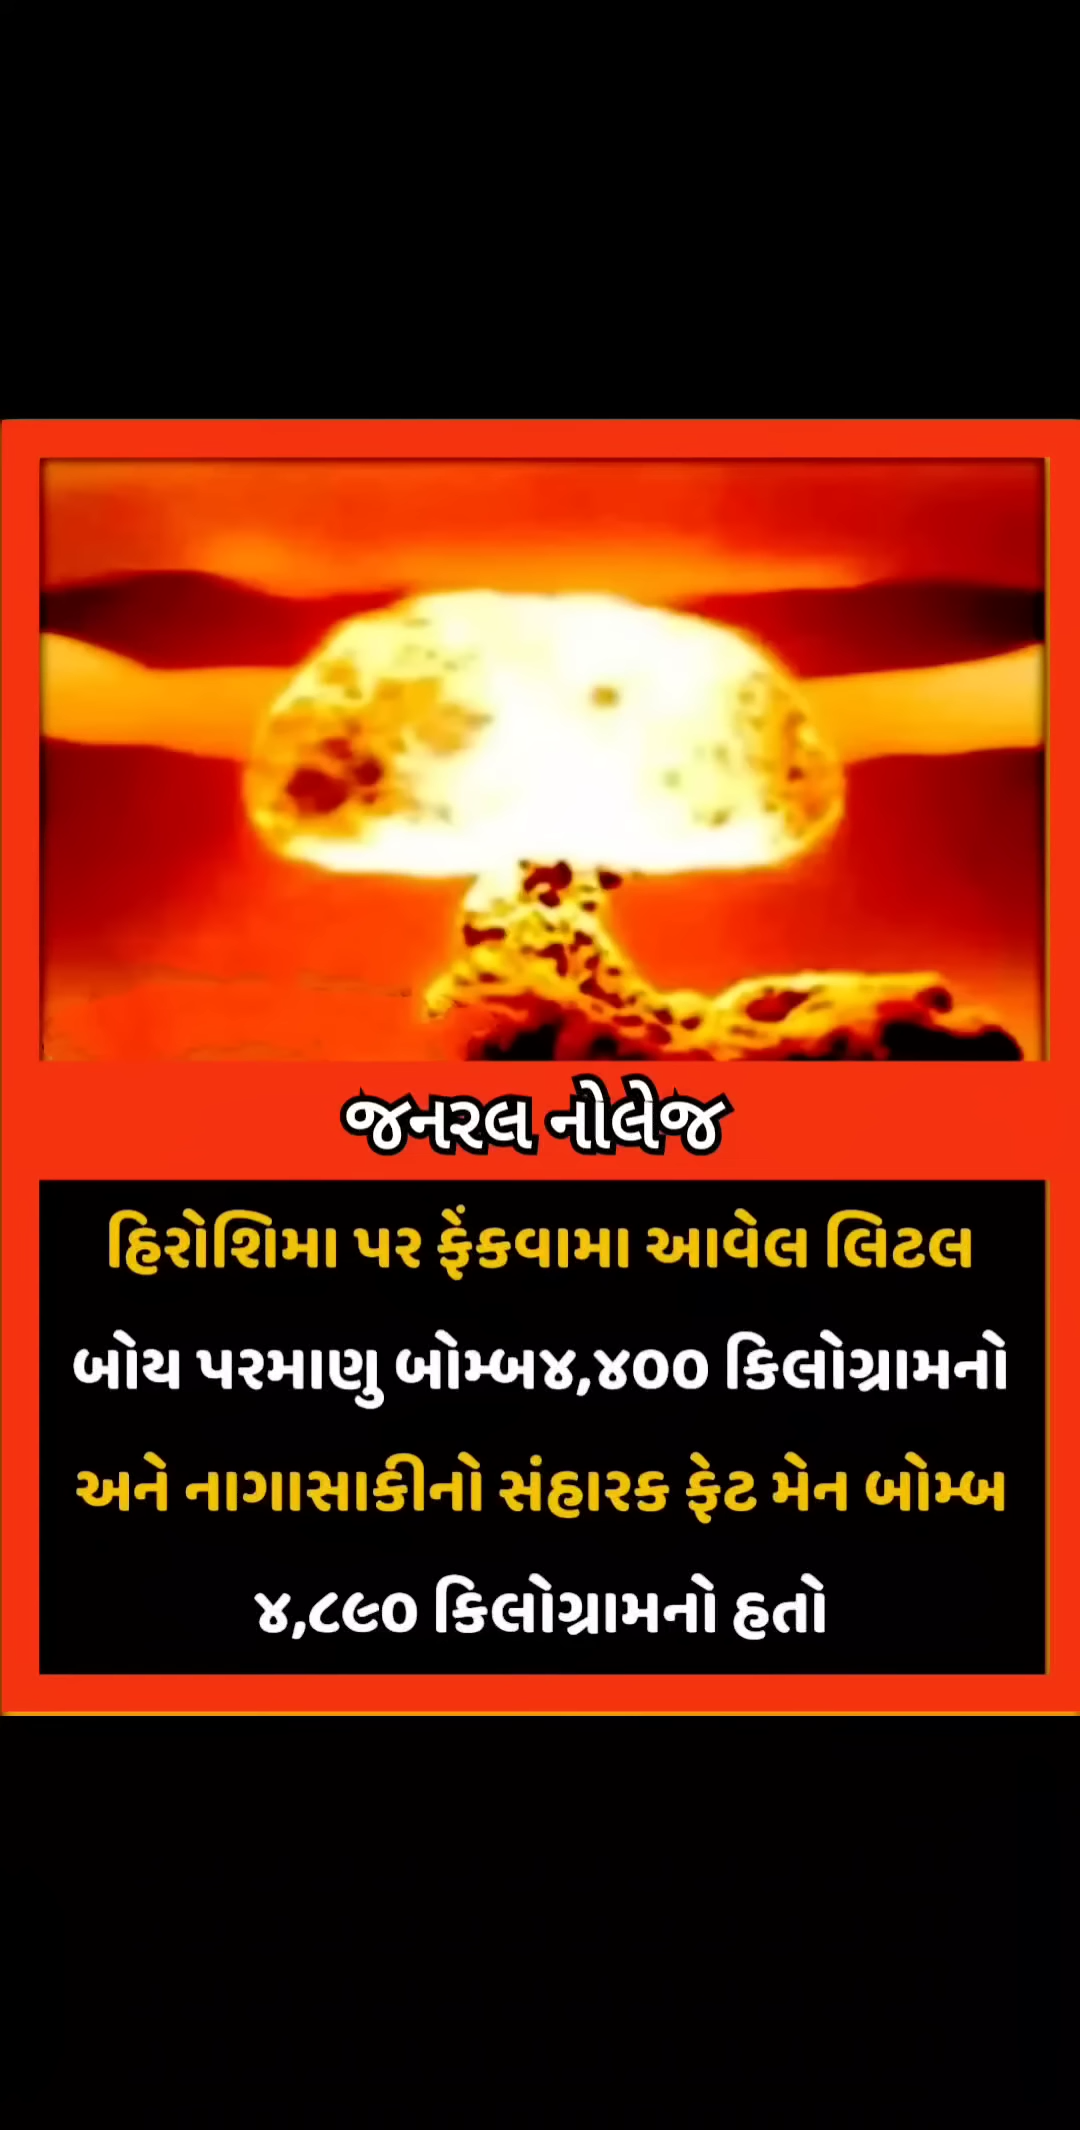 જનરલ નોલેજ
હિરોશિમા પર ફેંકવામા આવેલ લિટલ
બોય પરમાણુ બોમ્બ૪,૪૦૦ કિલોગ્રામનો
અને નાગાસાકીનો સંહારક ફેટ મેન બોમ્બ
૪,૮૯૦ કિલોગ્રામનો હતો